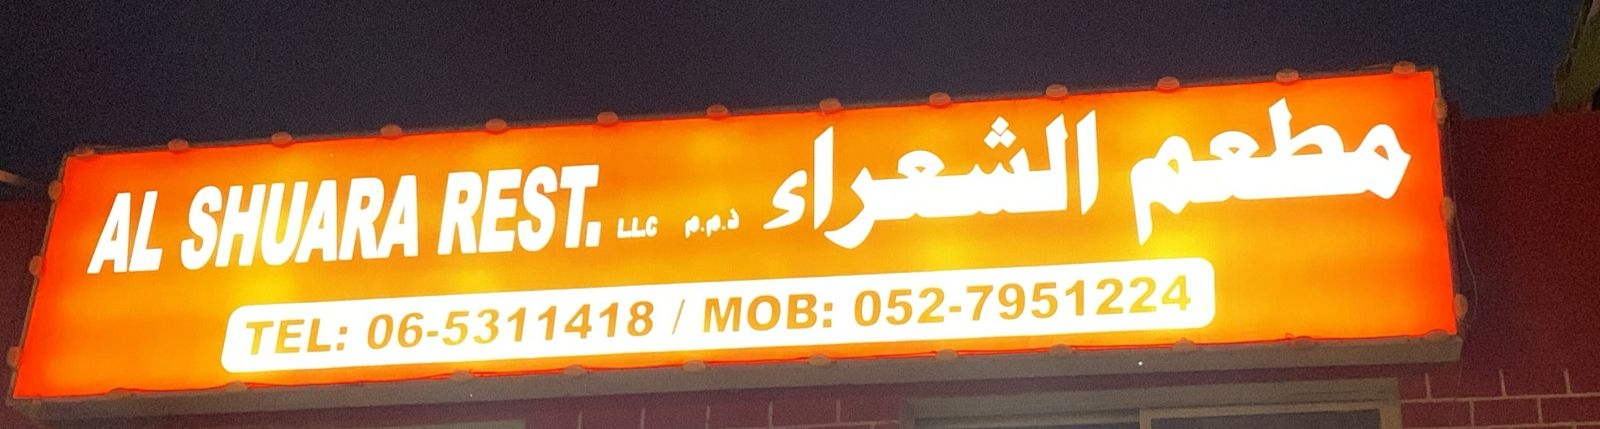 AL SHUARA REST. LLC مطعم الشعراء ذ.م.م
TEL: 06-5311418 / MOB: 052-7951224